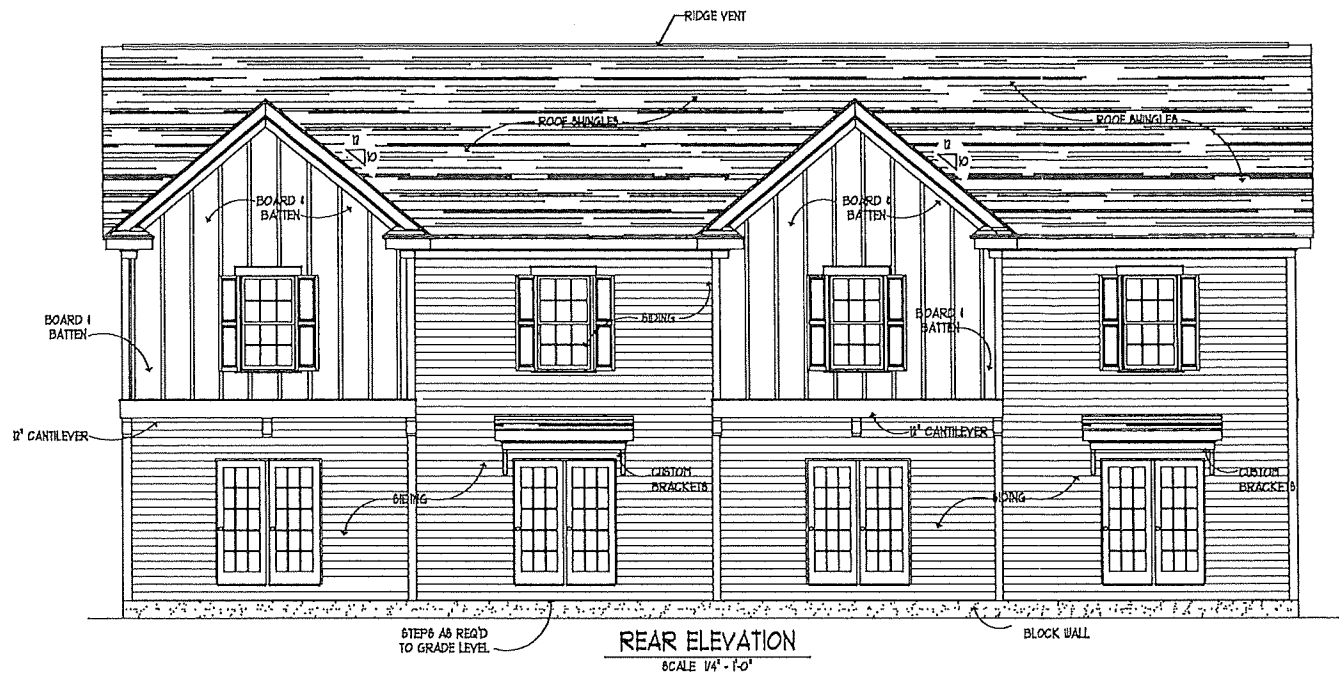 RIDGE VENT
ROOF SHINGLES
ROOF SHINGLES
12
10
12
10
BOARD &
BATTEN
BOARD &
BATTEN
BOARD &
BATTEN
SIDING
BOARD &
BATTEN
12" CANTILEVER
12" CANTILEVER
SIDING
CUSTOM
BRACKETS
SIDING
CUSTOM
BRACKETS
STEPS AS REQ'D
TO GRADE LEVEL
BLOCK WALL
REAR ELEVATION
SCALE 1/4" - 1'-0"